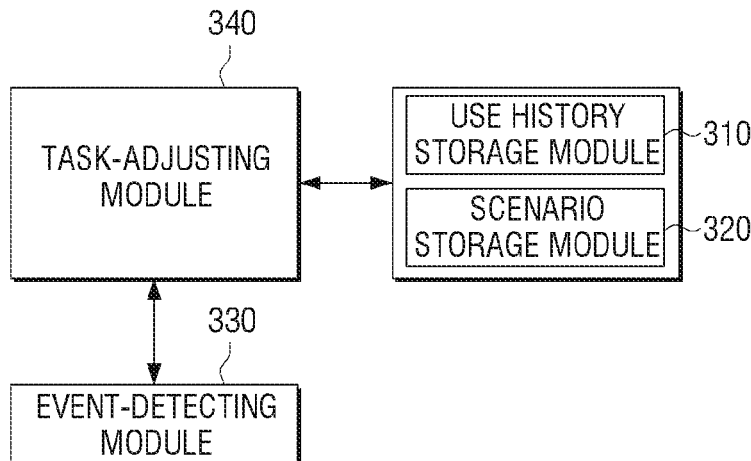 340
TASK-ADJUSTING
MODULE
USE HISTORY
STORAGE MODULE
310
SCENARIO
STORAGE MODULE
320
330
EVENT-DETECTING
MODULE